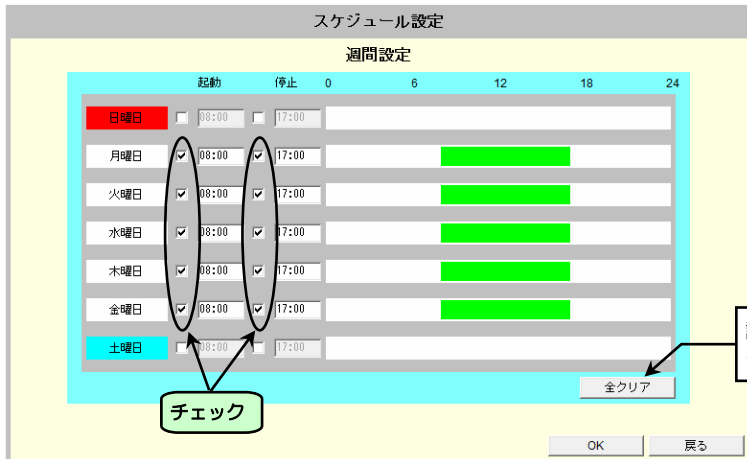 スケジュール設定
週間設定
起動 停止 0 6 12 18 24
日曜日 08:00 17:00
月曜日 08:00 17:00
火曜日 08:00 17:00
水曜日 08:00 17:00
木曜日 08:00 17:00
金曜日 08:00 17:00
土曜日 08:00 17:00
全クリア
チェック
OK 戻る